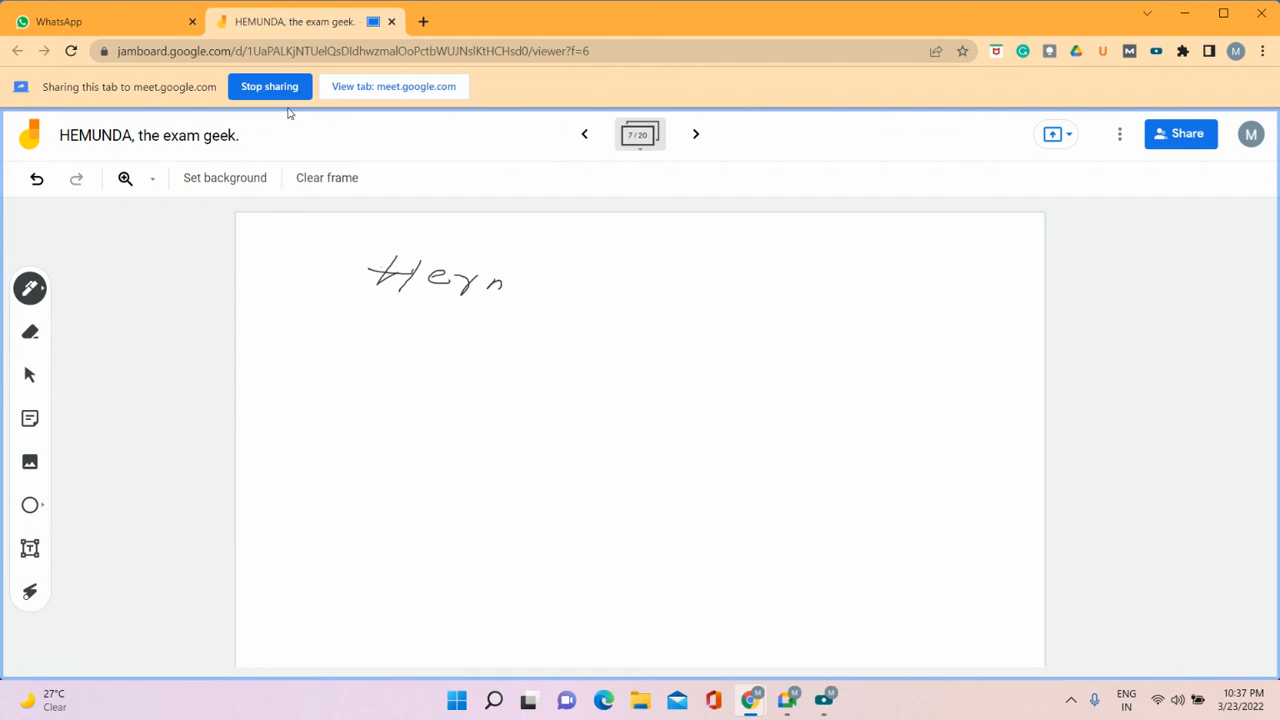 WhatsApp
HEMUNDA, the exam geek.
jamboard.google.com/d/1UaPALKjNTUelQsDIdhwzmalOoPctbWUJNslKtHCHsd0/viewer?f=6
Sharing this tab to meet.google.com
Stop sharing
View tab: meet.google.com
HEMUNDA, the exam geek.
7 / 20
Share
M
Set background
Clear frame
27°C
Clear
ENG
IN
10:37 PM
3/23/2022